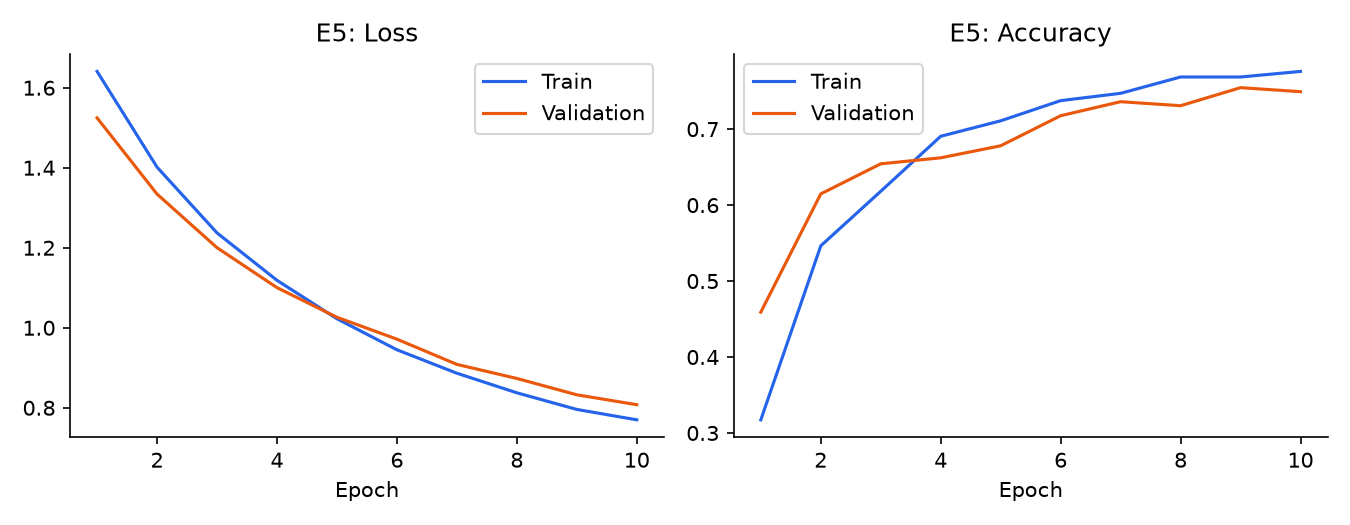 E5: Loss
Train
Validation
1.6
1.4
1.2
1.0
0.8
2 4 6 8 10
Epoch
E5: Accuracy
Train
Validation
0.7
0.6
0.5
0.4
0.3
2 4 6 8 10
Epoch